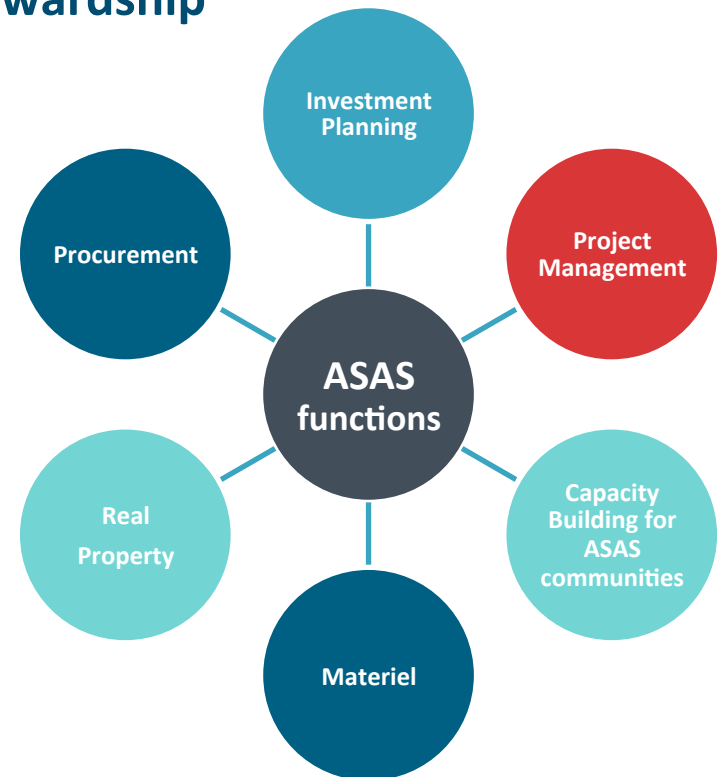 wardship
Investment
Planning
Procurement
Project
Management
ASAS
functions
Real
Property
Capacity
Building for
ASAS
communities
Materiel